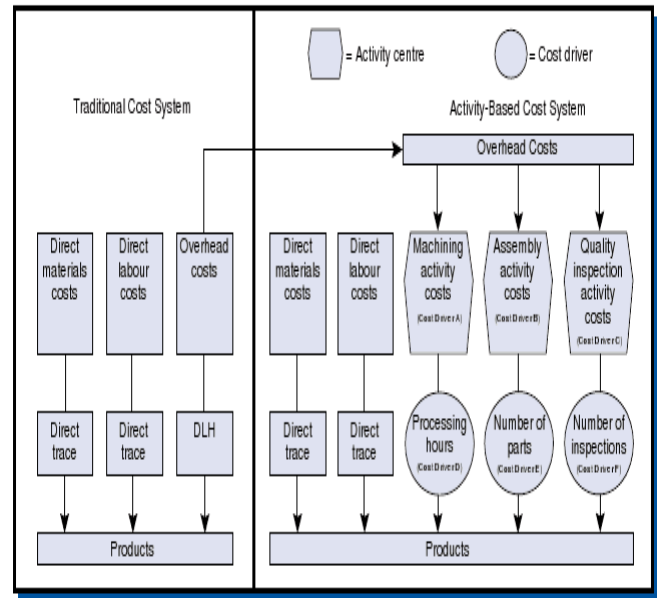 = Activity centre
= Cost driver
Traditional Cost System
Activity-Based Cost System
Overhead Costs
Direct
materials
costs
Direct
labour
costs
Overhead
costs
Direct
materials
costs
Direct
labour
costs
Machining
activity
costs
(Cost Driver A)
Assembly
activity
costs
(Cost Driver B)
Quality
inspection
activity
costs
(Cost Driver C)
Direct
trace
Direct
trace
DLH
Direct
trace
Direct
trace
Processing
hours
(Cost Driver D)
Number of
parts
(Cost Driver E)
Number of
inspections
(Cost Driver F)
Products
Products